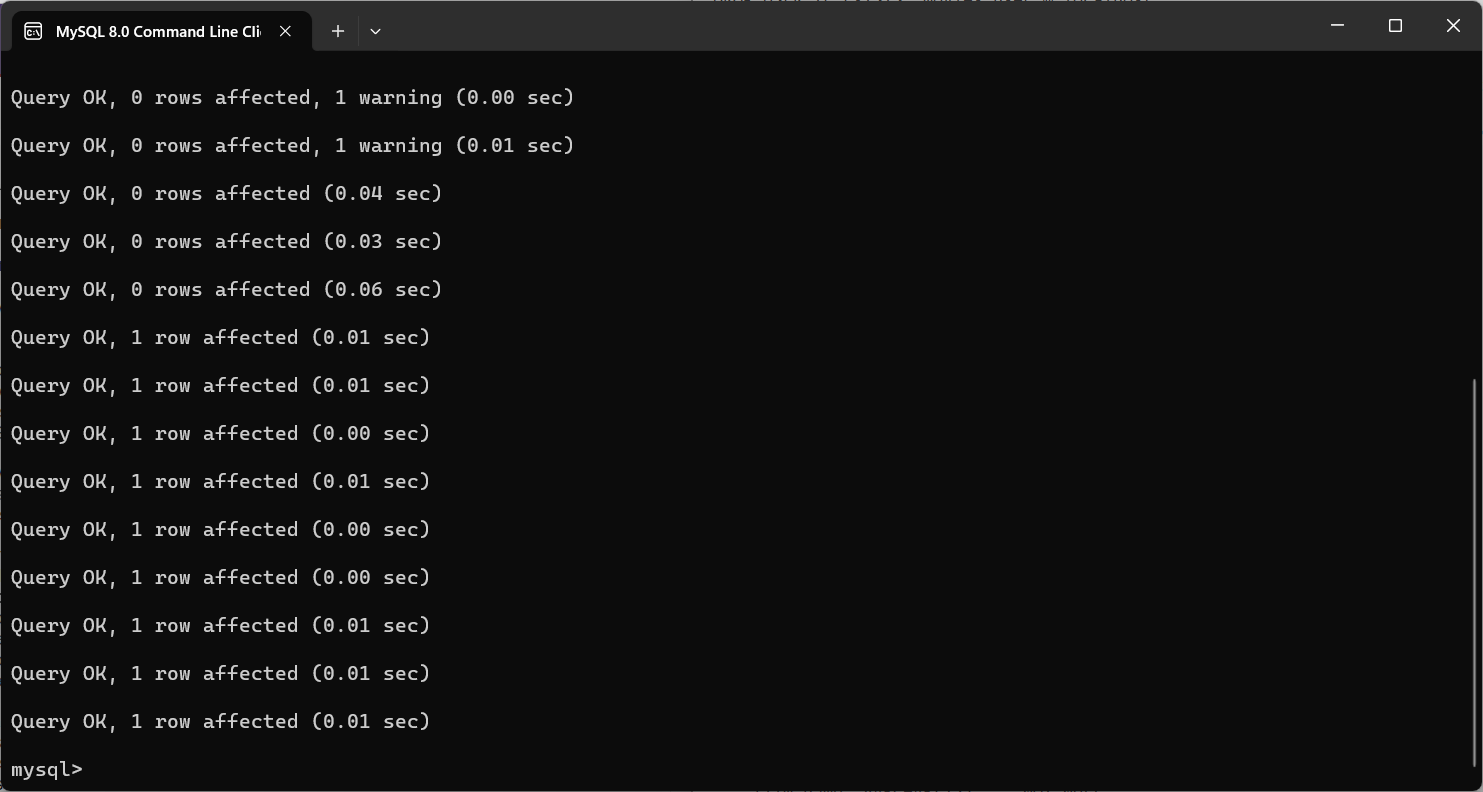 MySQL 8.0 Command Line Cli
Query OK, 0 rows affected, 1 warning (0.00 sec)
Query OK, 0 rows affected, 1 warning (0.01 sec)
Query OK, 0 rows affected (0.04 sec)
Query OK, 0 rows affected (0.03 sec)
Query OK, 0 rows affected (0.06 sec)
Query OK, 1 row affected (0.01 sec)
Query OK, 1 row affected (0.01 sec)
Query OK, 1 row affected (0.00 sec)
Query OK, 1 row affected (0.01 sec)
Query OK, 1 row affected (0.00 sec)
Query OK, 1 row affected (0.00 sec)
Query OK, 1 row affected (0.01 sec)
Query OK, 1 row affected (0.01 sec)
Query OK, 1 row affected (0.01 sec)
mysql>